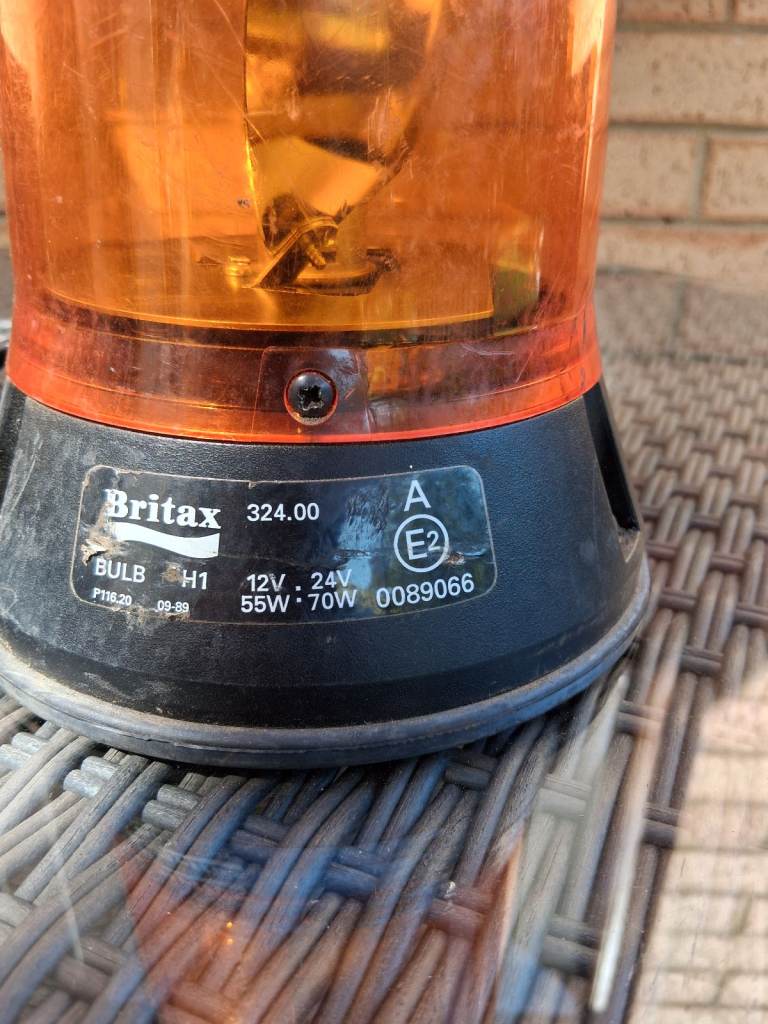 Britax 324.00 A
E2
BULB H1 12V : 24V
P116.20 09-89 55W : 70W 0089066